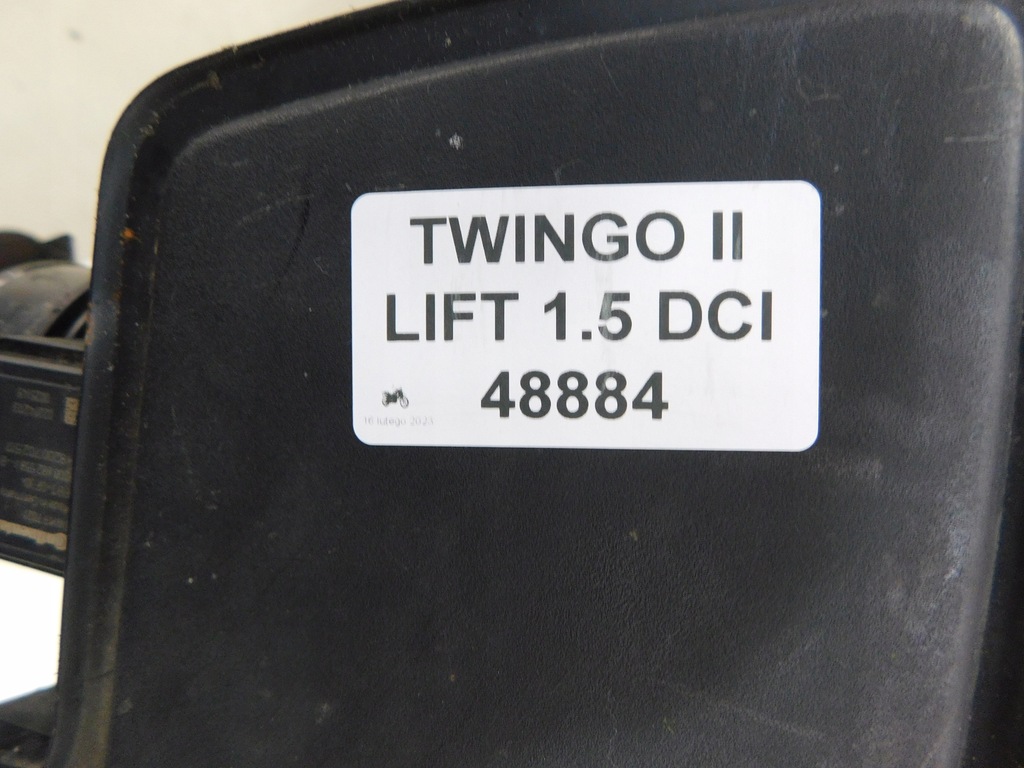 TWINGO II
LIFT 1.5 DCI
48884
16 lutego 2023